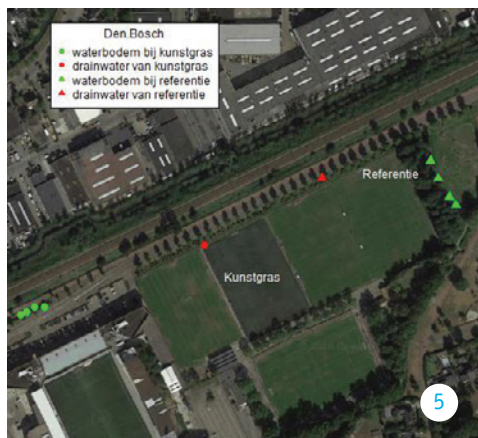 Den Bosch
waterbodem bij kunstgras
drainwater van kunstgras
waterbodem bij referentie
drainwater van referentie
Referentie
Kunstgras
5